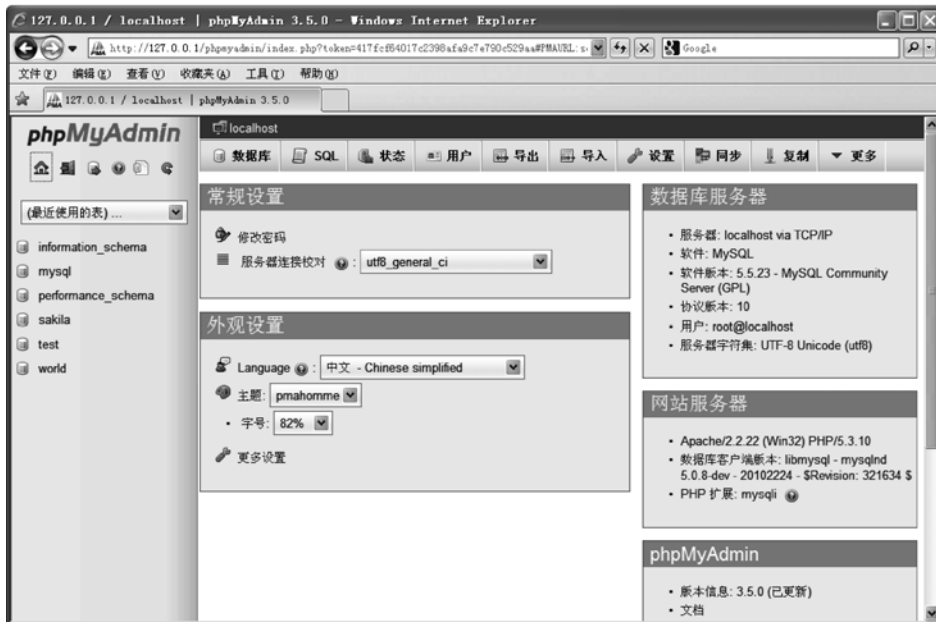 127.0.0.1 / localhost | phpMyAdmin 3.5.0 - Windows Internet Explorer
http://127.0.0.1/phpmyadmin/index.php?token=417fcf64017c2398afa9c7e790c529aa#PMAURL:s
Google
文件(F) 编辑(E) 查看(V) 收藏夹(A) 工具(T) 帮助(H)
127.0.0.1 / localhost | phpMyAdmin 3.5.0
phpMyAdmin
(最近使用的表) ...
information_schema
mysql
performance_schema
sakila
test
world
localhost
数据库 SQL 状态 用户 导出 导入 设置 同步 复制 更多
常规设置
修改密码
服务器连接校对 : utf8_general_ci
外观设置
Language : 中文 - Chinese simplified
主题: pmahomme
• 字号: 82%
更多设置
数据库服务器
• 服务器: localhost via TCP/IP
• 软件: MySQL
• 软件版本: 5.5.23 - MySQL Community
Server (GPL)
• 协议版本: 10
• 用户: root@localhost
• 服务器字符集: UTF-8 Unicode (utf8)
网站服务器
• Apache/2.2.22 (Win32) PHP/5.3.10
• 数据库客户端版本: libmysql - mysqlnd
5.0.8-dev - 20102224 - $Revision: 321634 $
• PHP 扩展: mysqli
phpMyAdmin
• 版本信息: 3.5.0 (已更新)
• 文档